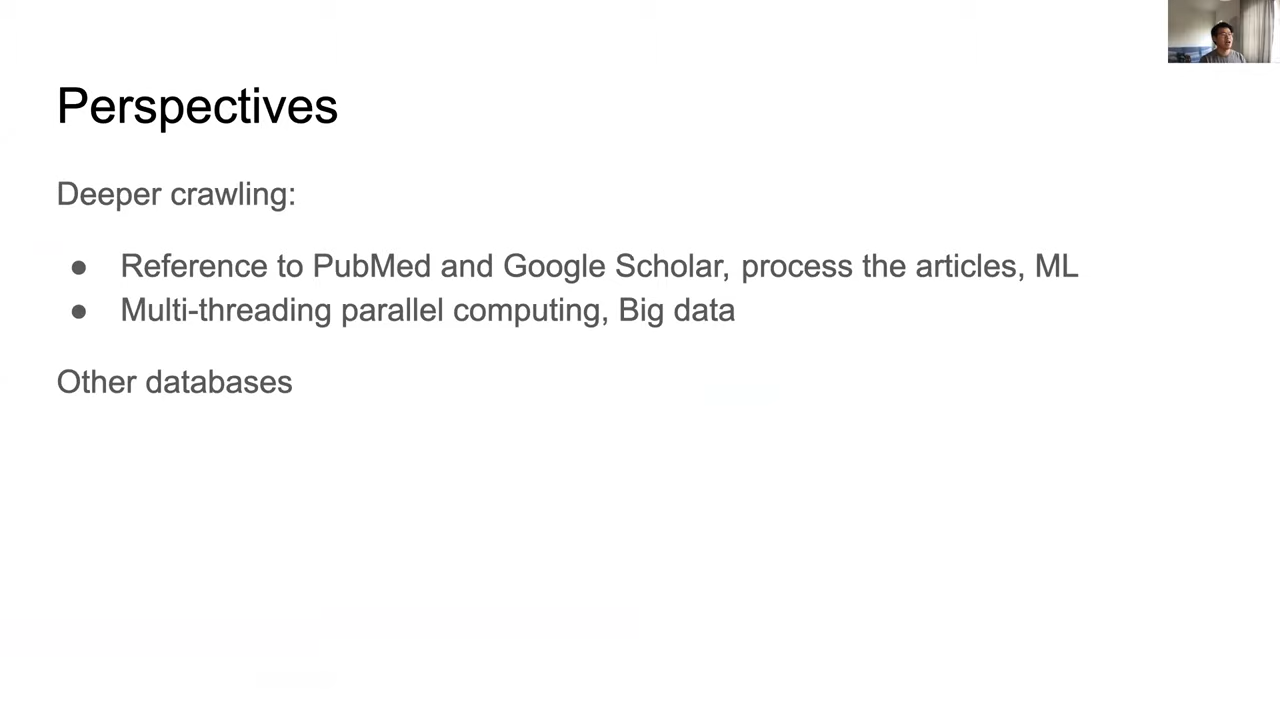 Perspectives
Deeper crawling:
● Reference to PubMed and Google Scholar, process the articles, ML
● Multi-threading parallel computing, Big data
Other databases